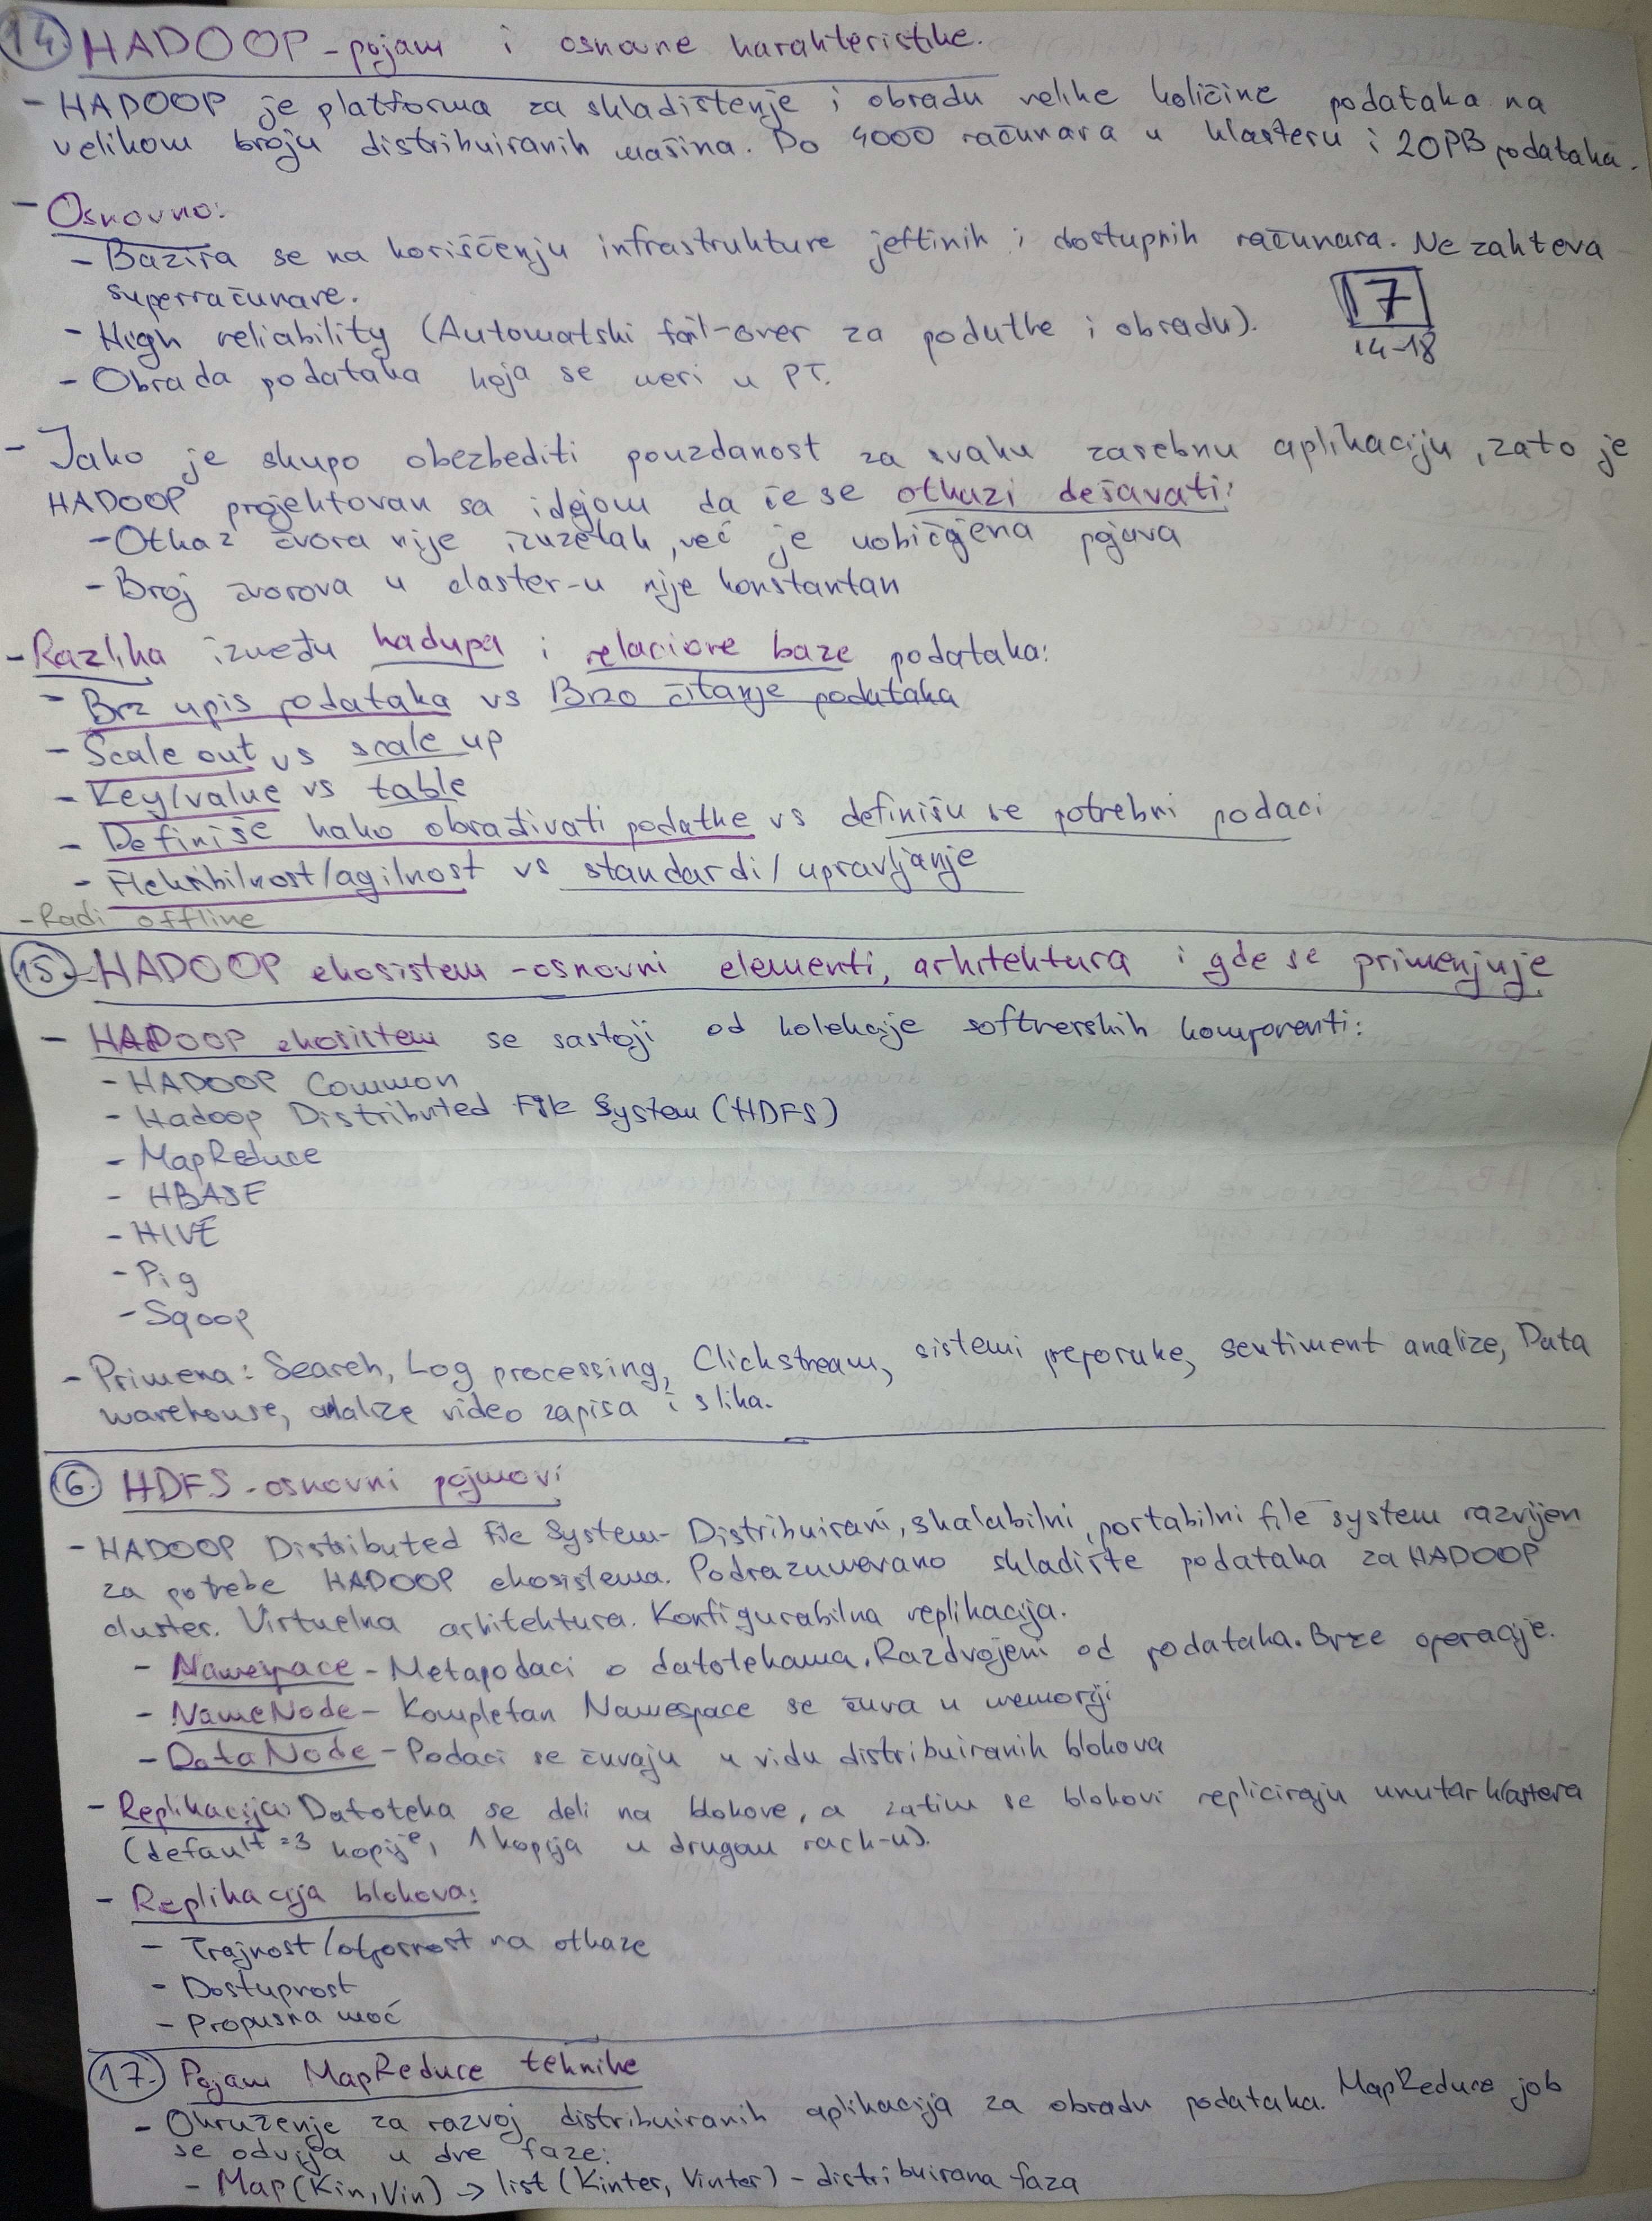 14. HADOOP - pojam i osnovne karakteristike.
- HADOOP je platforma za skladištenje i obradu velike količine podataka na
velikom broju distribuiranih mašina. Do 4000 računara u klasteru i 20PB podataka.
- Osnovno:
- Bazira se na korišćenju infrastrukture jeftinih i dostupnih računara. Ne zahteva
superračunare.
17
14-18
- High reliability (Automatski fail-over za podatke i obradu).
- Obrada podataka koja se meri u PT.
- Jako je skupo obezbediti pouzdanost za svaku zasebnu aplikaciju, zato je
HADOOP projektovan sa idejom da će se otkazi dešavati:
- Otkaz čvora nije izuzetak, već je uobičajena pojava
- Broj čvorova u claster-u nije konstantan
- Razlika između hadupa i relacione baze podataka:
- Brz upis podataka vs Brzo čitanje podataka
- Scale out vs scale up
- Key/value vs table
- Definiše kako obrađivati podatke vs definišu se potrebni podaci
- Fleksibilnost/agilnost vs standardi/upravljanje
- Radi offline
15. HADOOP ekosistem - osnovni elementi, arhitektura i gde se primenjuje
- HADOOP ekosistem se sastoji od kolekcije softverskih komponenti:
- HADOOP Common
- Hadoop Distributed File System (HDFS)
- MapReduce
- HBASE
- HIVE
- Pig
- Sqoop
- Primena: Search, Log processing, Clickstream, sistemi preporuke, sentiment analize, Data
warehouse, analize video zapisa i slika.
16. HDFS - osnovni pojmovi
- HADOOP Distributed File System - Distribuirani, skalabilni, portabilni file system razvijen
za potrebe HADOOP ekosistema. Podrazumevano skladište podataka za HADOOP
cluster. Virtuelna arhitektura. Konfigurabilna replikacija.
- Namespace - Metapodaci o datotekama. Razdvojeni od podataka. Brze operacije.
- NameNode - Kompletan Namespace se čuva u memoriji
- DataNode - Podaci se čuvaju u vidu distribuiranih blokova
- Replikacija: Datoteka se deli na blokove, a zatim se blokovi repliciraju unutar klastera
(default = 3 kopije, 1 kopija u drugom rack-u).
- Replikacija blokova:
- Trajnost/otpornost na otkaze
- Dostupnost
- Propusna moć
17. Pojam MapReduce tehnike
- Okruženje za razvoj distribuiranih aplikacija za obradu podataka. MapReduce job
se odvija u dve faze:
- Map(Kin, Vin) -> list (Kinter, Vinter) - distribuirana faza